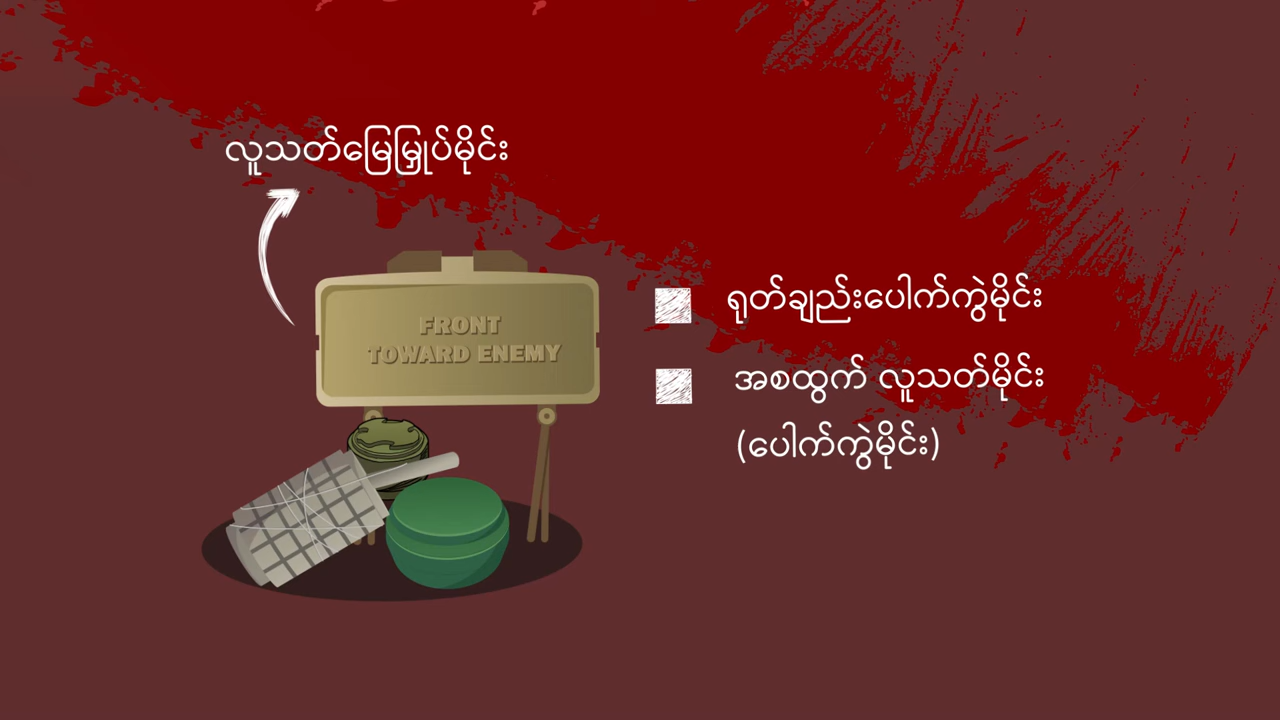 လူသတ်မြေမြှုပ်မိုင်း
FRONT
TOWARD ENEMY
ရုတ်ချည်းပေါက်ကွဲမိုင်း
အစထွက် လူသတ်မိုင်း
(ပေါက်ကွဲမိုင်း)